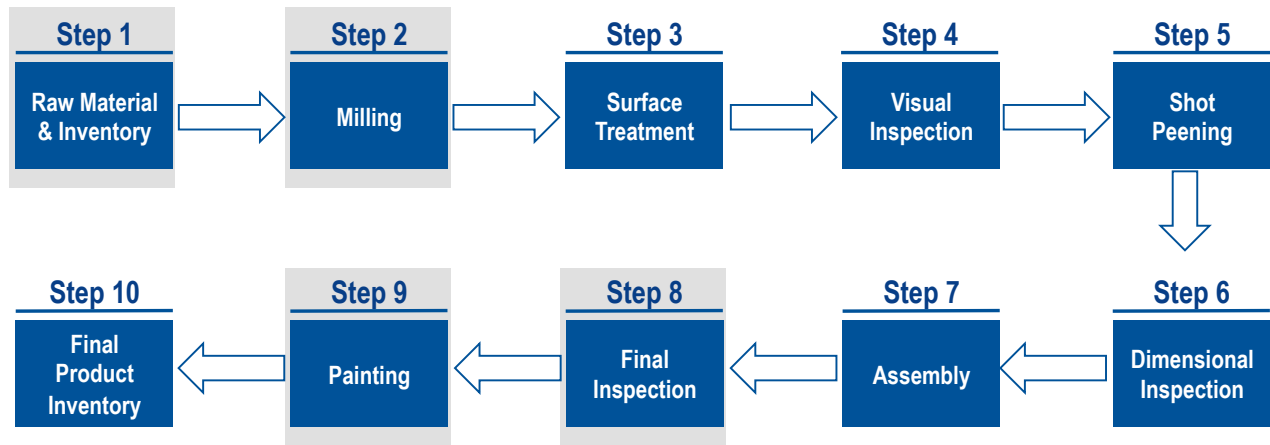 Step 1
Raw Material
& Inventory
Step 2
Milling
Step 3
Surface
Treatment
Step 4
Visual
Inspection
Step 5
Shot
Peening
Step 6
Dimensional
Inspection
Step 7
Assembly
Step 8
Final
Inspection
Step 9
Painting
Step 10
Final
Product
Inventory